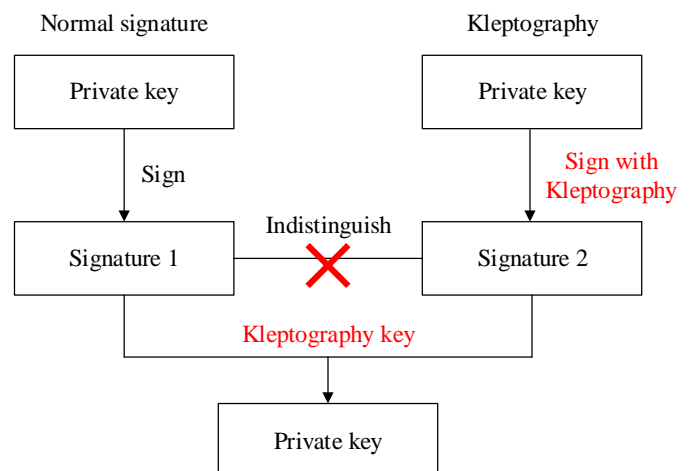 Normal signature
Kleptography
Private key
Private key
Sign
Sign with
Kleptography
Indistinguish
Signature 1
Signature 2
Kleptography key
Private key